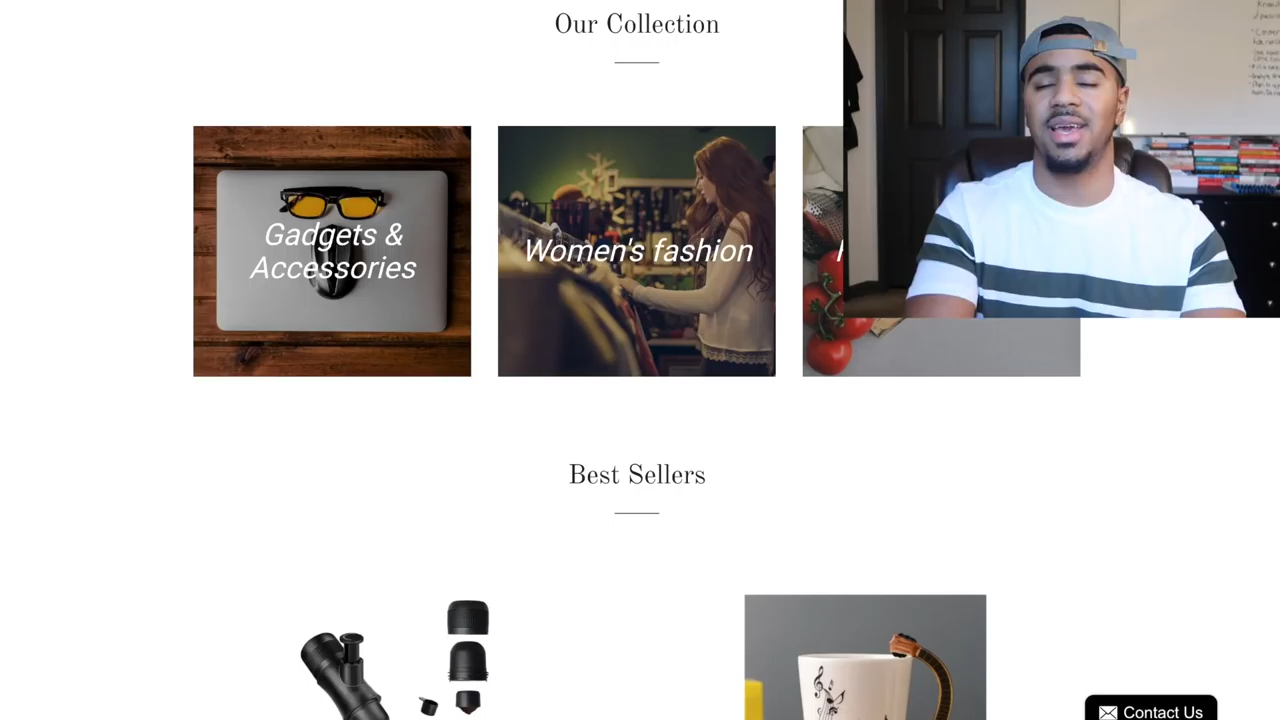 Our Collection
Gadgets &
Accessories
Women's fashion
Best Sellers
Contact Us